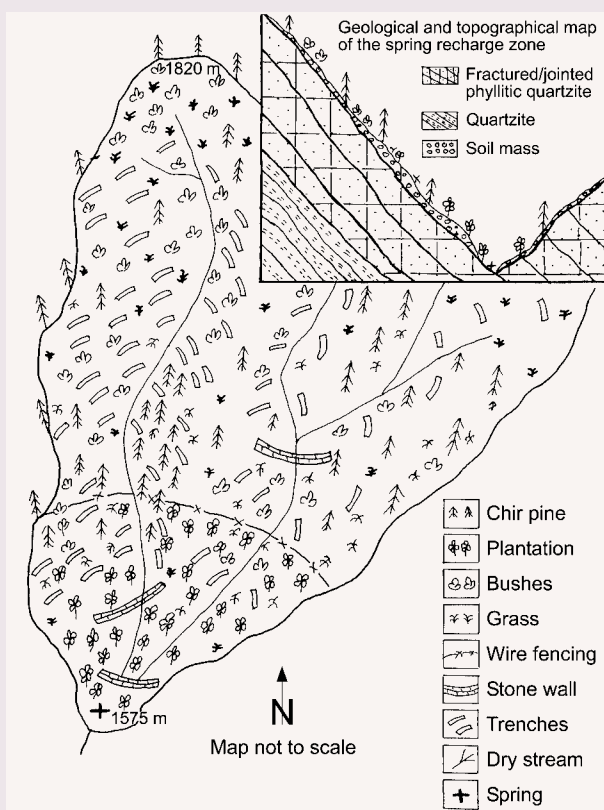 Geological and topographical map
of the spring recharge zone
Fractured/jointed
phyllitic quartzite
Quartzite
Soil mass
1820 m
Chir pine
Plantation
Bushes
Grass
Wire fencing
Stone wall
Trenches
Dry stream
Spring
1575 m
N
Map not to scale